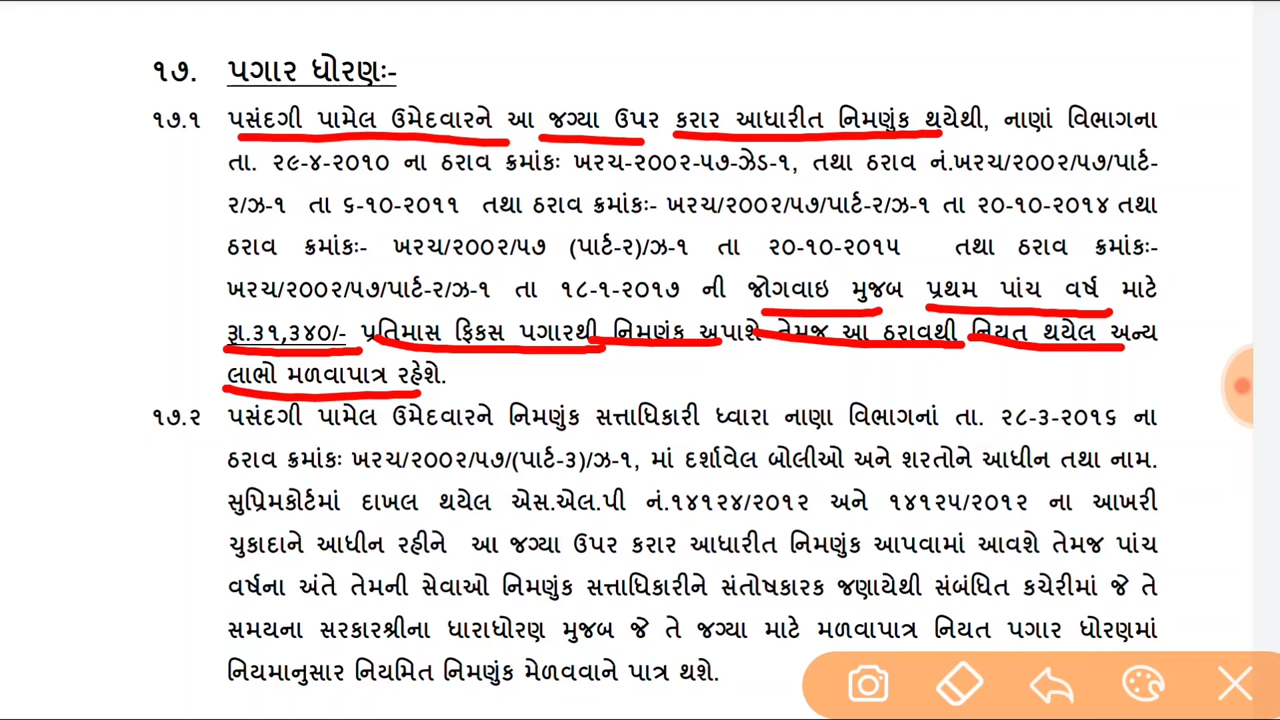 ૧૭. પગાર ધોરણઃ-
૧૭.૧ પસંદગી પામેલ ઉમેદવારને આ જગ્યા ઉપર કરાર આધારીત નિમણુંક થયેથી, નાણાં વિભાગના
તા. ૨૯-૪-૨૦૧૦ ના ઠરાવ ક્રમાંકઃ ખરચ-૨૦૦૨-૫૭-ઝેડ-૧, તથા ઠરાવ નં.ખરચ/૨૦૦૨/૫૭/પાર્ટ-
૨/ઝ-૧ તા ૬-૧૦-૨૦૧૧ તથા ઠરાવ ક્રમાંકઃ- ખરચ/૨૦૦૨/૫૭/પાર્ટ-૨/ઝ-૧ તા ૨૦-૧૦-૨૦૧૪ તથા
ઠરાવ ક્રમાંકઃ- ખરચ/૨૦૦૨/૫૭ (પાર્ટ-૨)/ઝ-૧ તા ૨૦-૧૦-૨૦૧૫ તથા ઠરાવ ક્રમાંકઃ-
ખરચ/૨૦૦૨/૫૭/પાર્ટ-૨/ઝ-૧ તા ૧૮-૧-૨૦૧૭ ની જોગવાઇ મુજબ પ્રથમ પાંચ વર્ષ માટે
રૂા.૩૧,૩૪૦/- પ્રતિમાસ ફિકસ પગારથી નિમણંક અપાશે તેમજ આ ઠરાવથી નિયત થયેલ અન્ય
લાભો મળવાપાત્ર રહેશે.
૧૭.૨ પસંદગી પામેલ ઉમેદવારને નિમણુંક સત્તાધિકારી ધ્વારા નાણા વિભાગનાં તા. ૨૮-૩-૨૦૧૬ ના
ઠરાવ ક્રમાંકઃ ખરચ/૨૦૦૨/૫૭/(પાર્ટ-૩)/ઝ-૧, માં દર્શાવેલ બોલીઓ અને શરતોને આધીન તથા નામ.
સુપ્રિમકોર્ટમાં દાખલ થયેલ એસ.એલ.પી નં.૧૪૧૨૪/૨૦૧૨ અને ૧૪૧૨૫/૨૦૧૨ ના આખરી
ચુકાદાને આધીન રહીને આ જગ્યા ઉપર કરાર આધારીત નિમણુંક આપવામાં આવશે તેમજ પાંચ
વર્ષના અંતે તેમની સેવાઓ નિમણુંક સત્તાધિકારીને સંતોષકારક જણાયેથી સંબંધિત કચેરીમાં જે તે
સમયના સરકારશ્રીના ધારાધોરણ મુજબ જે તે જગ્યા માટે મળવાપાત્ર નિયત પગાર ધોરણમાં
નિયમાનુસાર નિયમિત નિમણુંક મેળવવાને પાત્ર થશે.